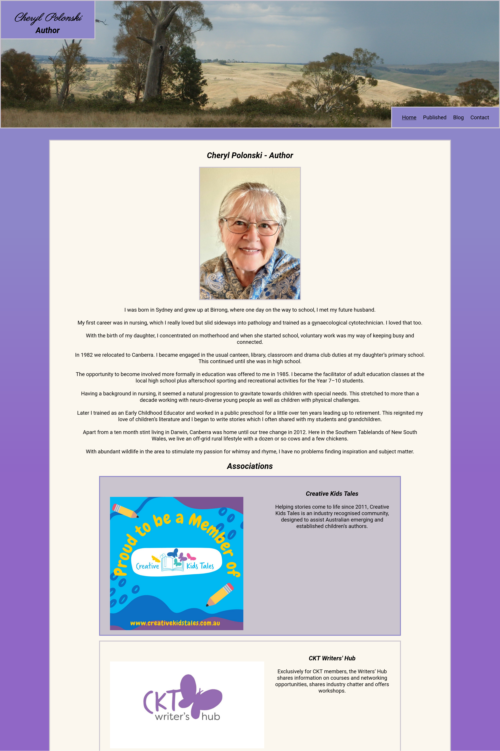 Cheryl Polonski
Author
Home Published Blog Contact
Cheryl Polonski - Author
I was born in Sydney and grew up at Birrong, where one day on the way to school, I met my future husband.
My first career was in nursing, which I really loved but slid sideways into pathology and trained as a gynaecological cytotechnician. I loved that too.
With the birth of my daughter, I concentrated on motherhood and when she started school, voluntary work was my way of keeping busy and
connected.
In 1982 we relocated to Canberra. I became engaged in the usual canteen, library, classroom and drama club duties at my daughter's primary school.
This continued until she was in high school.
The opportunity to become involved more formally in education was offered to me in 1985. I became the facilitator of adult education classes at the
local high school plus afterschool sporting and recreational activities for the Year 7–10 students.
Having a background in nursing, it seemed a natural progression to gravitate towards children with special needs. This stretched to more than a
decade working with neuro-diverse young people as well as children with physical challenges.
Later I trained as an Early Childhood Educator and worked in a public preschool for a little over ten years leading up to retirement. This reignited my
love of children's literature and I began to write stories which I often shared with my students and grandchildren.
Apart from a ten month stint living in Darwin, Canberra was home until our tree change in 2012. Here in the Southern Tablelands of New South
Wales, we live an off-grid rural lifestyle with a dozen or so cows and a few chickens.
With abundant wildlife in the area to stimulate my passion for whimsy and rhyme, I have no problems finding inspiration and subject matter.
Associations
Proud to be a Member of
Creative Kids Tales
www.creativekidstales.com.au
Creative Kids Tales
Helping stories come to life since 2011, Creative
Kids Tales is an industry recognised community,
designed to assist Australian emerging and
established children's authors.
CKT
writer's hub
CKT Writers' Hub
Exclusively for CKT members, the Writers' Hub
shares information on courses and networking
opportunities, shares industry chatter and offers
workshops.